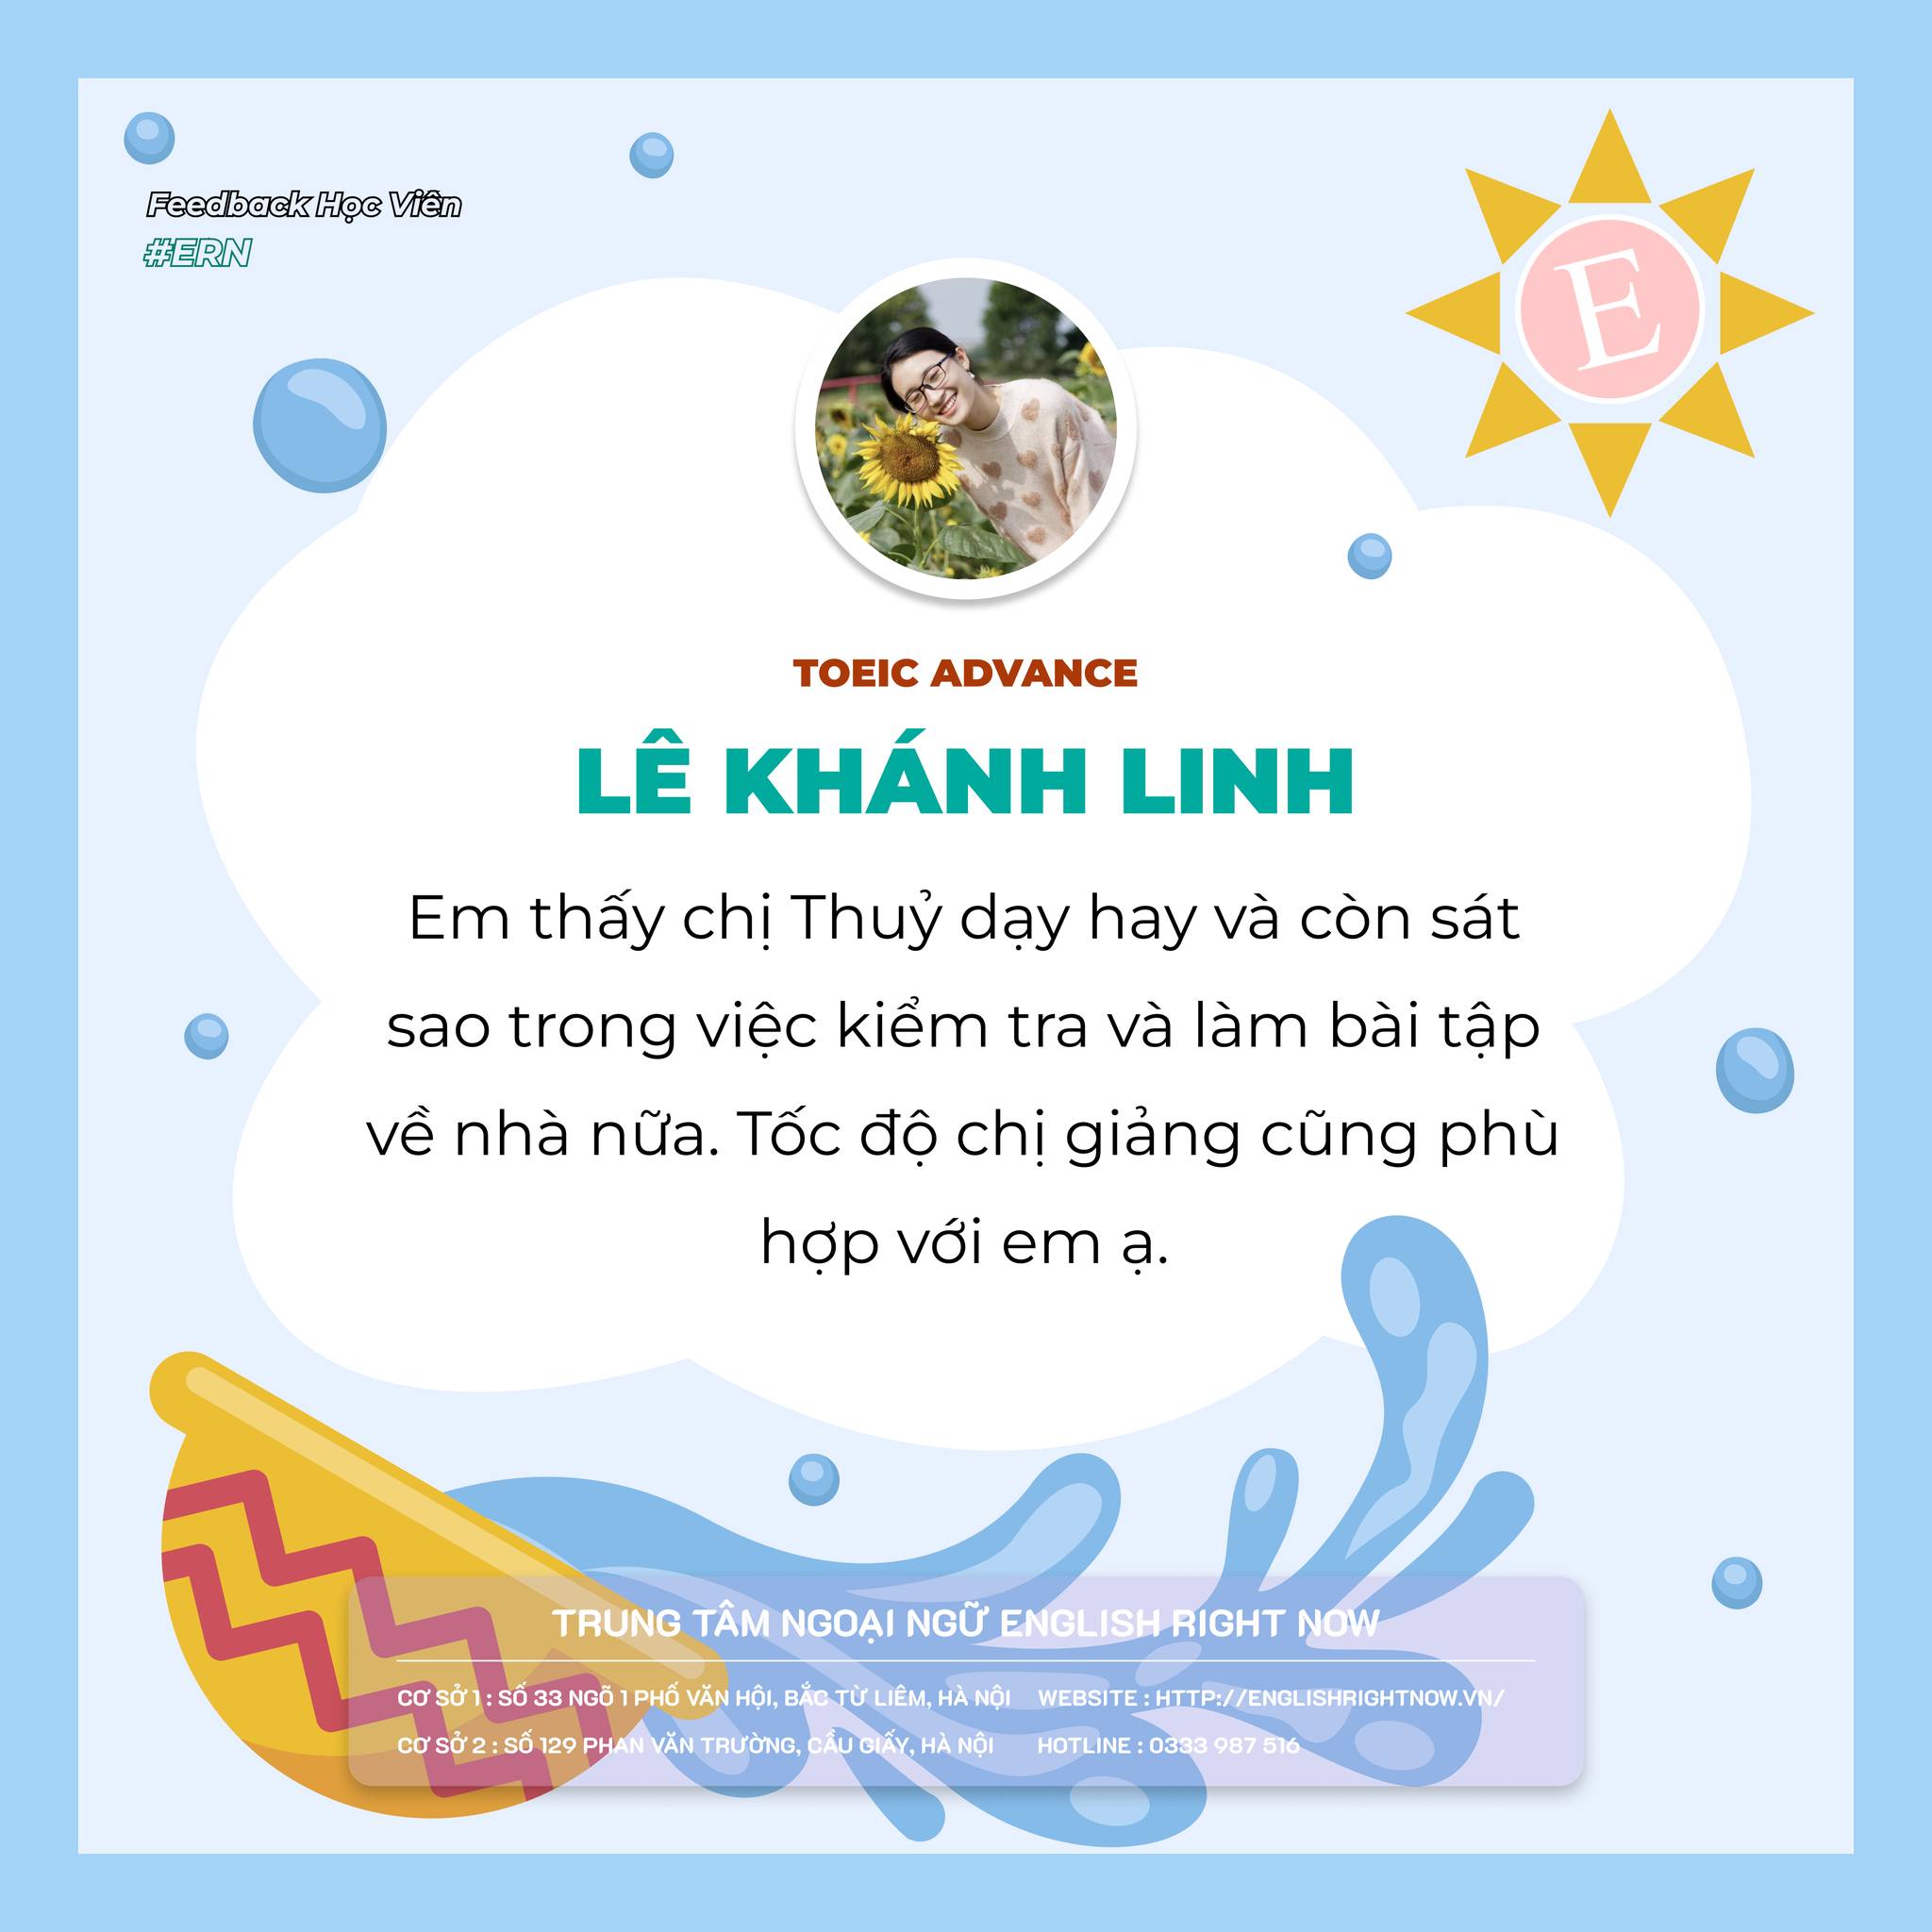 Feedback Học Viên
#ERN
E
TOEIC ADVANCE
LÊ KHÁNH LINH
Em thấy chị Thuỷ dạy hay và còn sát
sao trong việc kiểm tra và làm bài tập
về nhà nữa. Tốc độ chị giảng cũng phù
hợp với em ạ.
TRUNG TÂM NGOẠI NGỮ ENGLISH RIGHT NOW
CƠ SỞ 1 : SỐ 33 NGÕ 1 PHỐ VĂN HỘI, BẮC TỪ LIÊM, HÀ NỘI
WEBSITE : HTTP://ENGLISHRIGHTNOW.VN/
CƠ SỞ 2 : SỐ 129 PHAN VĂN TRƯỜNG, CẦU GIẤY, HÀ NỘI
HOTLINE : 0333 987 516